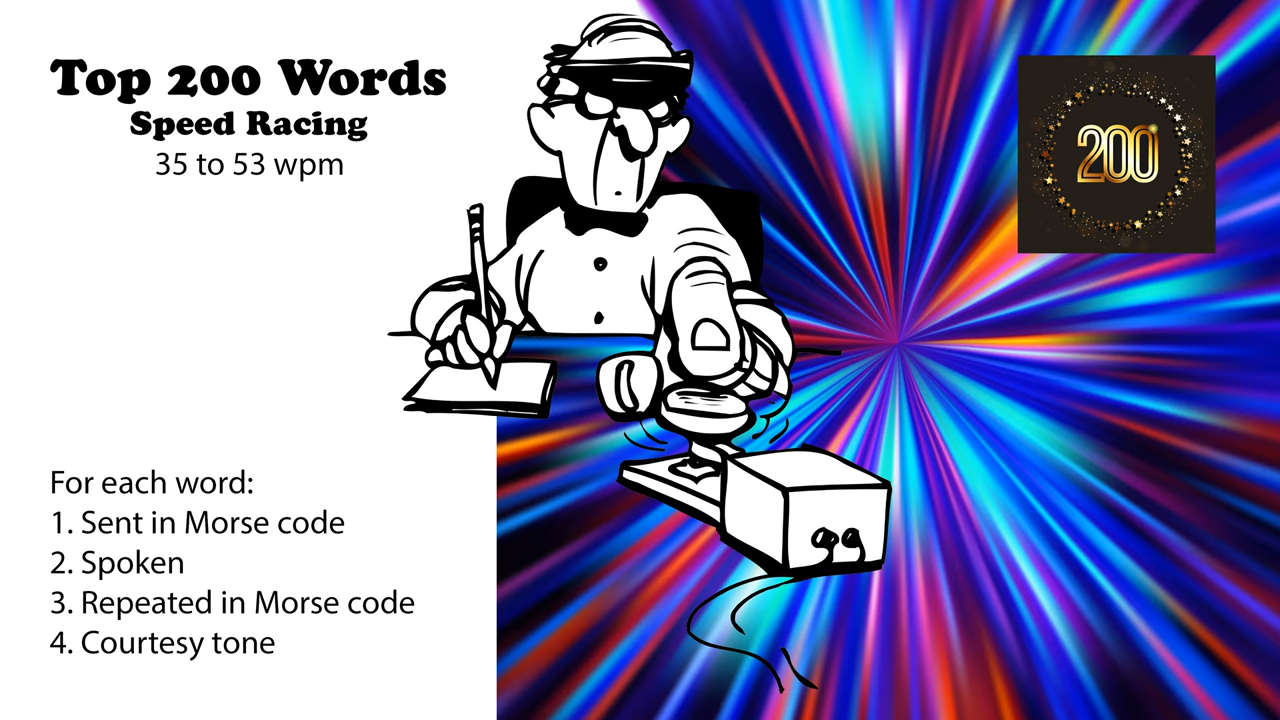 Top 200 Words
Speed Racing
35 to 53 wpm
200
For each word:
1. Sent in Morse code
2. Spoken
3. Repeated in Morse code
4. Courtesy tone